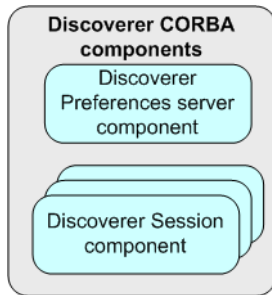 Discoverer CORBA
components
Discoverer
Preferences server
component
Discoverer Session
component